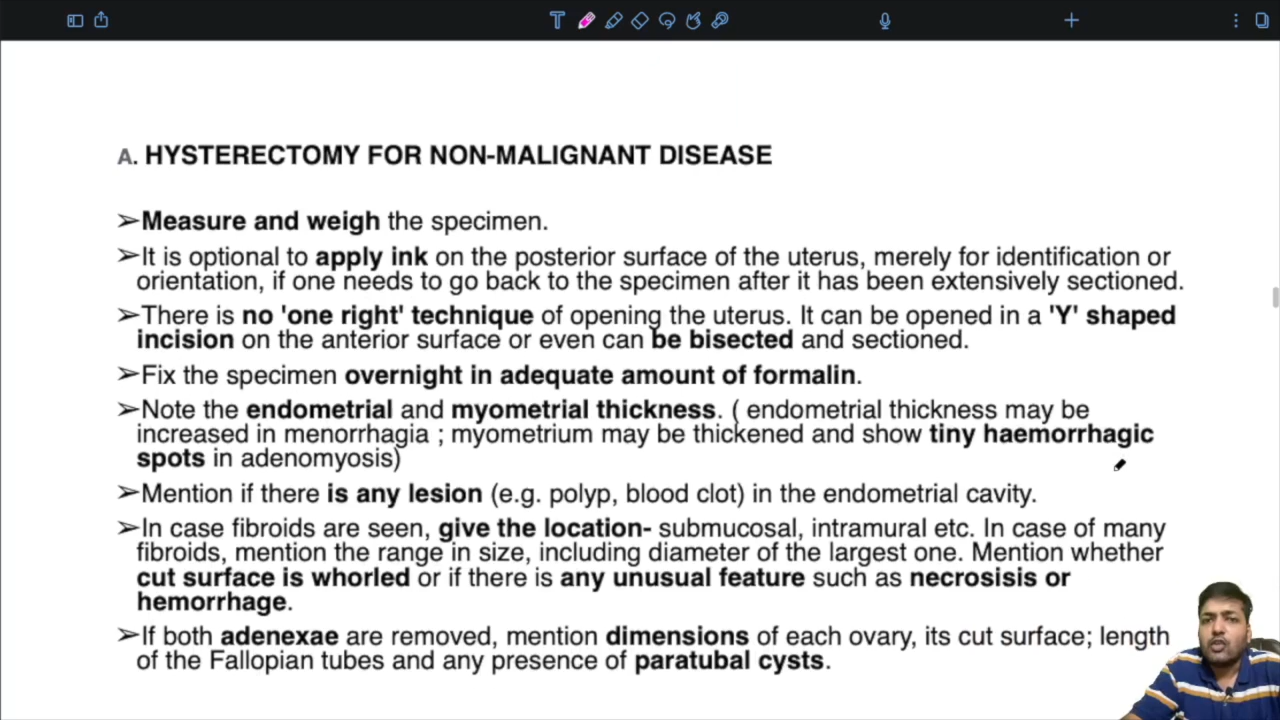 A. HYSTERECTOMY FOR NON-MALIGNANT DISEASE
➢Measure and weigh the specimen.
➢It is optional to apply ink on the posterior surface of the uterus, merely for identification or
orientation, if one needs to go back to the specimen after it has been extensively sectioned.
➢There is no 'one right' technique of opening the uterus. It can be opened in a 'Y' shaped
incision on the anterior surface or even can be bisected and sectioned.
➢Fix the specimen overnight in adequate amount of formalin.
➢Note the endometrial and myometrial thickness. ( endometrial thickness may be
increased in menorrhagia ; myometrium may be thickened and show tiny haemorrhagic
spots in adenomyosis)
➢Mention if there is any lesion (e.g. polyp, blood clot) in the endometrial cavity.
➢In case fibroids are seen, give the location- submucosal, intramural etc. In case of many
fibroids, mention the range in size, including diameter of the largest one. Mention whether
cut surface is whorled or if there is any unusual feature such as necrosisis or
hemorrhage.
➢If both adenexae are removed, mention dimensions of each ovary, its cut surface; length
of the Fallopian tubes and any presence of paratubal cysts.